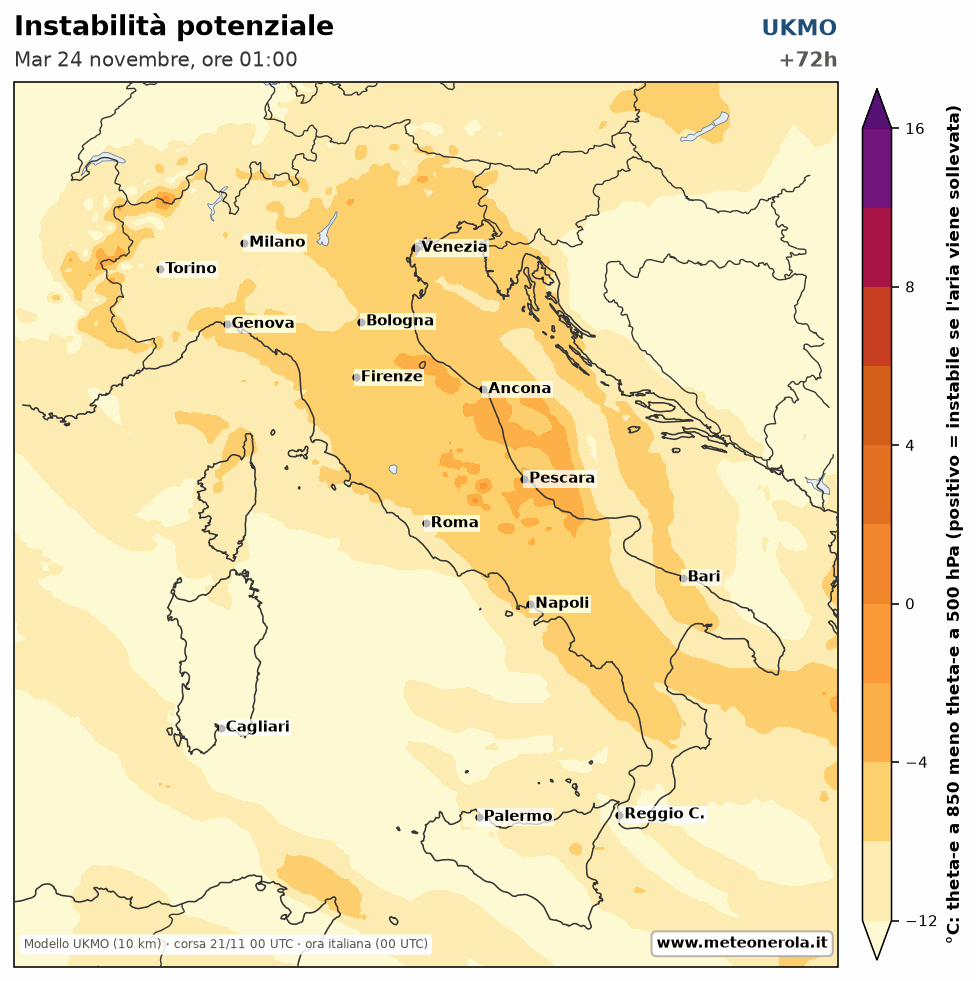 Instabilità potenziale
UKMO
Mar 24 novembre, ore 01:00
+72h
Milano
Venezia
Torino
Genova
Bologna
Firenze
Ancona
Pescara
Roma
Bari
Napoli
Cagliari
Palermo
Reggio C.
Modello UKMO (10 km) · corsa 21/11 00 UTC · ora italiana (00 UTC)
www.meteonerola.it
16
8
4
0
−4
−12
°C: theta-e a 850 meno theta-e a 500 hPa (positivo = instabile se l'aria viene sollevata)